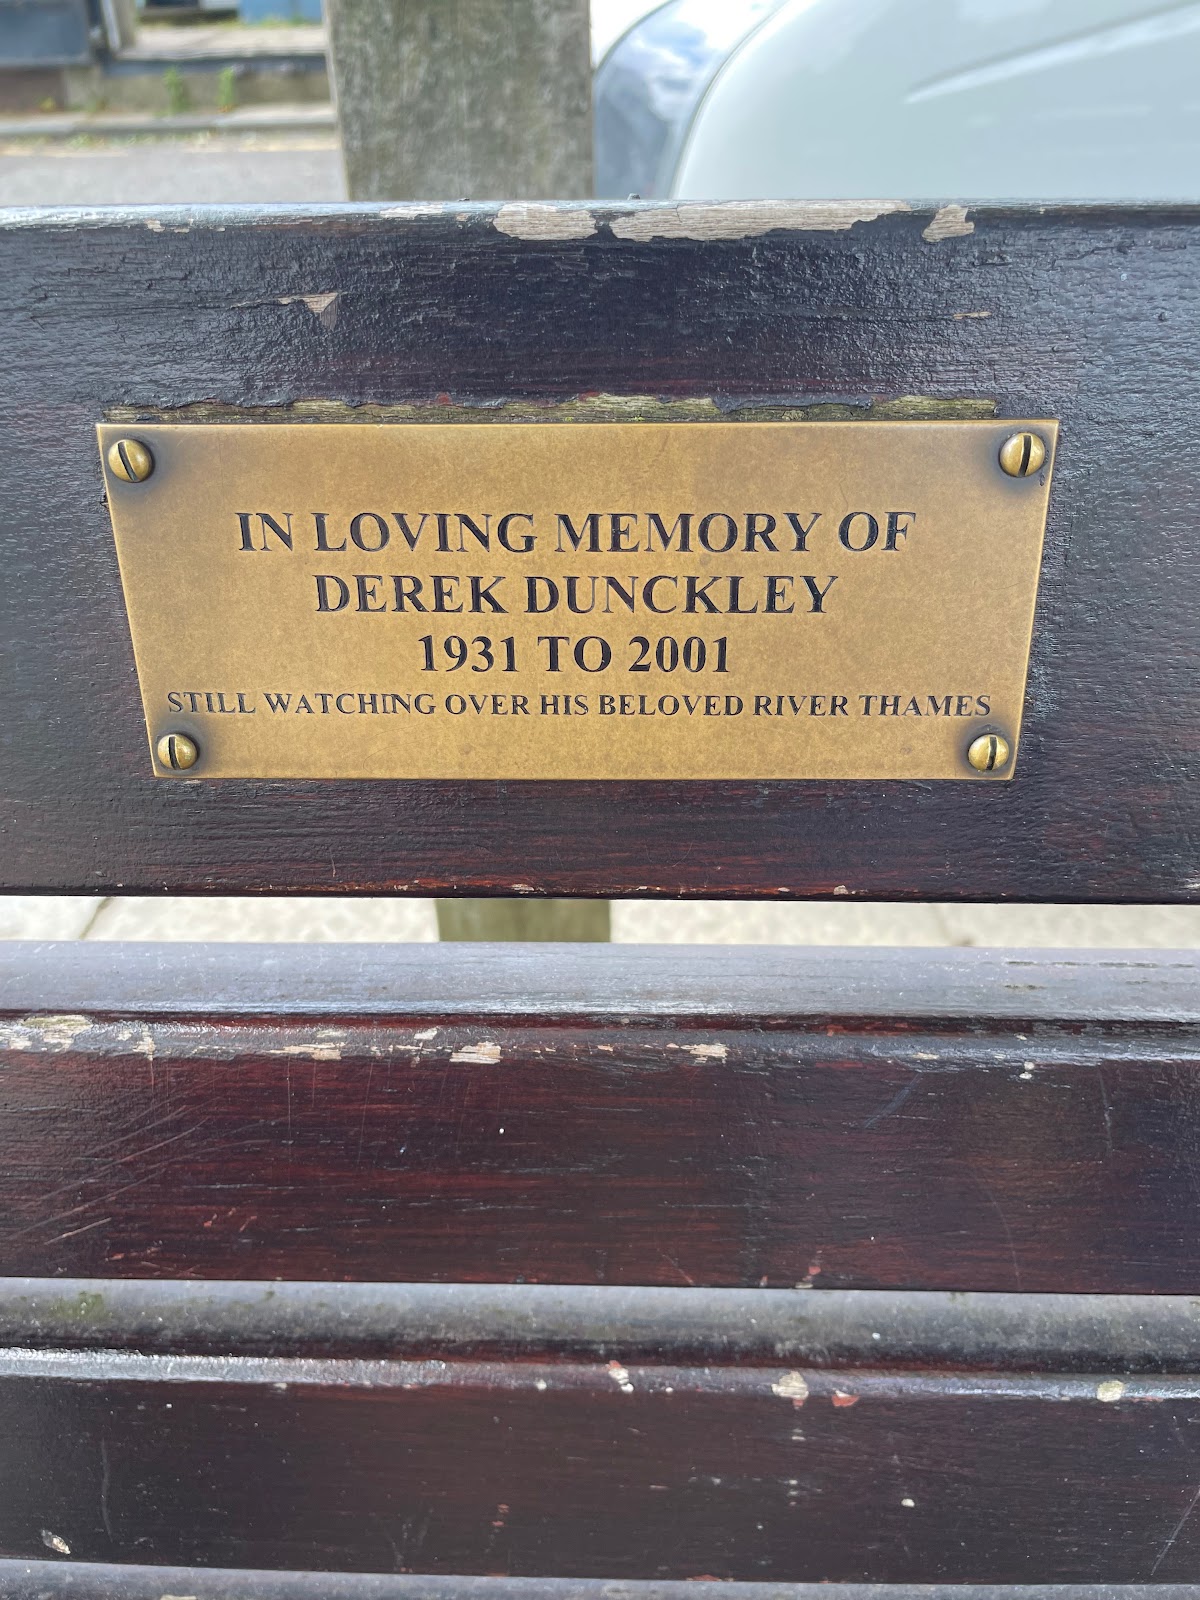 IN LOVING MEMORY OF
DEREK DUNCKLEY
1931 TO 2001
STILL WATCHING OVER HIS BELOVED RIVER THAMES